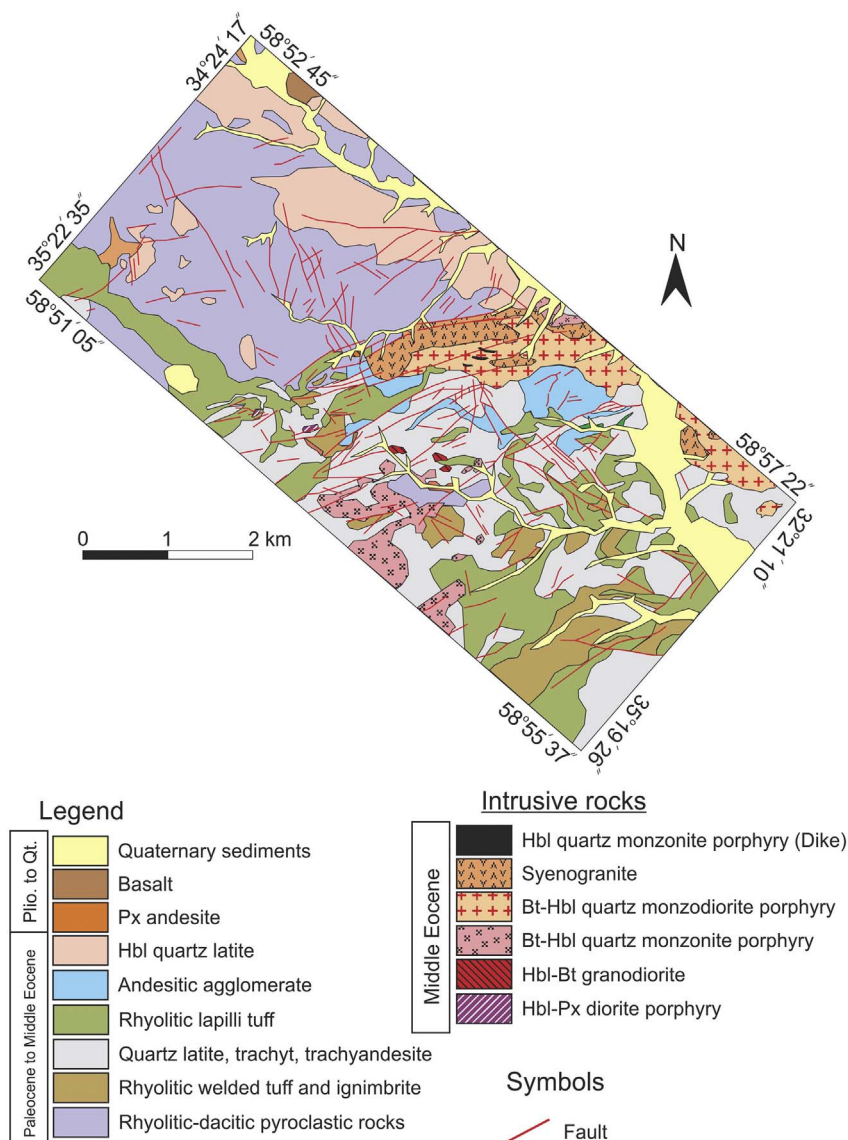 34°24′17″
58°52′45″
35°22′35″
58°51′05″
N
0 1 2 km
58°57′22″
32°21′10″
58°55′37″
35°19′26″
Legend
Plio. to Qt.
Quaternary sediments
Basalt
Px andesite
Paleocene to Middle Eocene
Hbl quartz latite
Andesitic agglomerate
Rhyolitic lapilli tuff
Quartz latite, trachyt, trachyandesite
Rhyolitic welded tuff and ignimbrite
Rhyolitic-dacitic pyroclastic rocks
Intrusive rocks
Middle Eocene
Hbl quartz monzonite porphyry (Dike)
Syenogranite
Bt-Hbl quartz monzodiorite porphyry
Bt-Hbl quartz monzonite porphyry
Hbl-Bt granodiorite
Hbl-Px diorite porphyry
Symbols
Fault